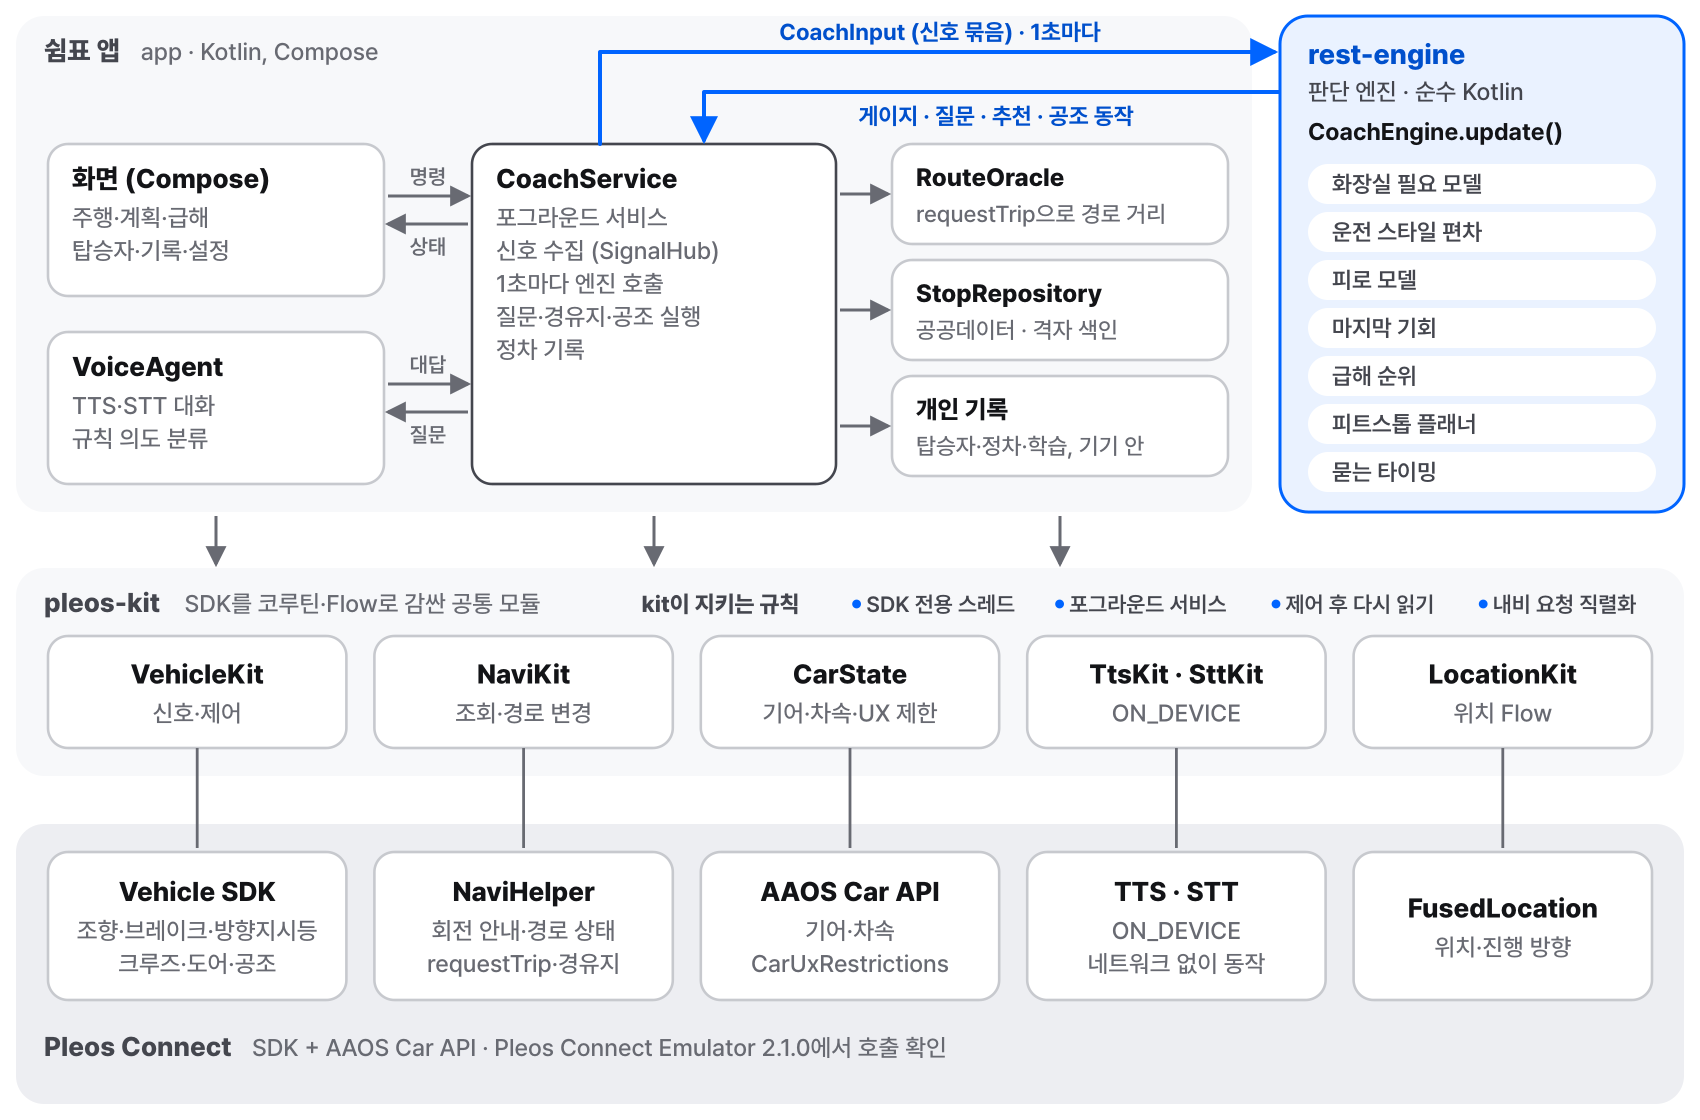 쉼표 앱 app · Kotlin, Compose
CoachInput (신호 묶음) · 1초마다
게이지 · 질문 · 추천 · 공조 동작
화면 (Compose)
주행·계획·급해
탑승자·기록·설정
명령
상태
VoiceAgent
TTS·STT 대화
규칙 의도 분류
대답
질문
CoachService
포그라운드 서비스
신호 수집 (SignalHub)
1초마다 엔진 호출
질문·경유지·공조 실행
정차 기록
RouteOracle
requestTrip으로 경로 거리
StopRepository
공공데이터 · 격자 색인
개인 기록
탑승자·정차·학습, 기기 안
rest-engine
판단 엔진 · 순수 Kotlin
CoachEngine.update()
화장실 필요 모델
운전 스타일 편차
피로 모델
마지막 기회
급해 순위
피트스톱 플래너
묻는 타이밍
pleos-kit SDK를 코루틴·Flow로 감싼 공통 모듈
kit이 지키는 규칙 • SDK 전용 스레드 • 포그라운드 서비스 • 제어 후 다시 읽기 • 내비 요청 직렬화
VehicleKit
신호·제어
NaviKit
조회·경로 변경
CarState
기어·차속·UX 제한
TtsKit · SttKit
ON_DEVICE
LocationKit
위치 Flow
Vehicle SDK
조향·브레이크·방향지시등
크루즈·도어·공조
NaviHelper
회전 안내·경로 상태
requestTrip·경유지
AAOS Car API
기어·차속
CarUxRestrictions
TTS · STT
ON_DEVICE
네트워크 없이 동작
FusedLocation
위치·진행 방향
Pleos Connect SDK + AAOS Car API · Pleos Connect Emulator 2.1.0에서 호출 확인